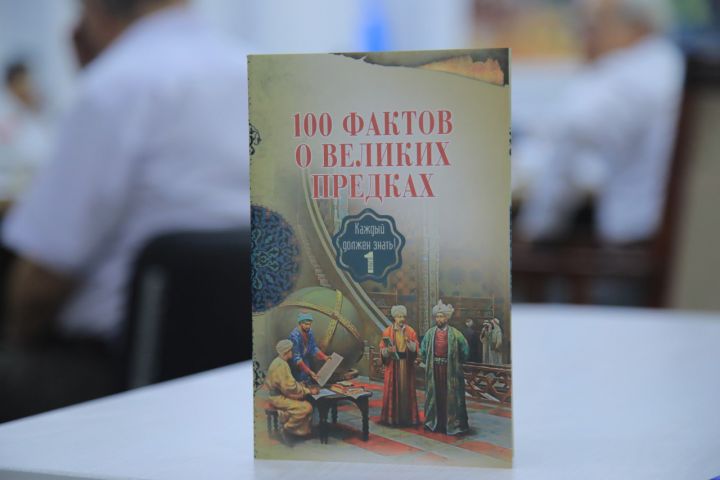 100 ФАКТОВ
О ВЕЛИКИХ
ПРЕДКАХ
Каждый
должен знать!
1